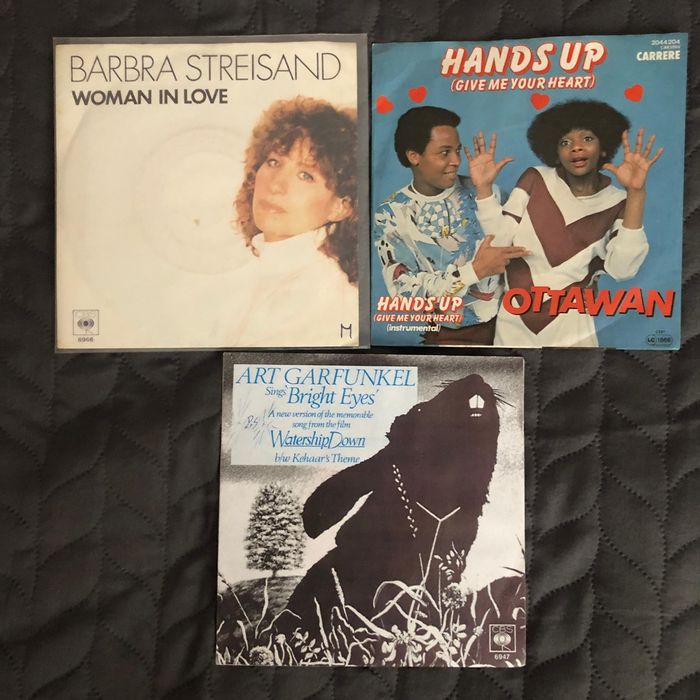 BARBRA STREISAND
WOMAN IN LOVE
CBS
6966
M
2044.204
CARRERE
HANDS UP
(GIVE ME YOUR HEART)
HANDS UP
(GIVE ME YOUR HEART)
(instrumental)
OTTAWAN
LC 1866
ART GARFUNKEL
Sings 'Bright Eyes'
A new version of the memorable
song from the film
Watership Down
b/w Kehaar's Theme
CBS
6947